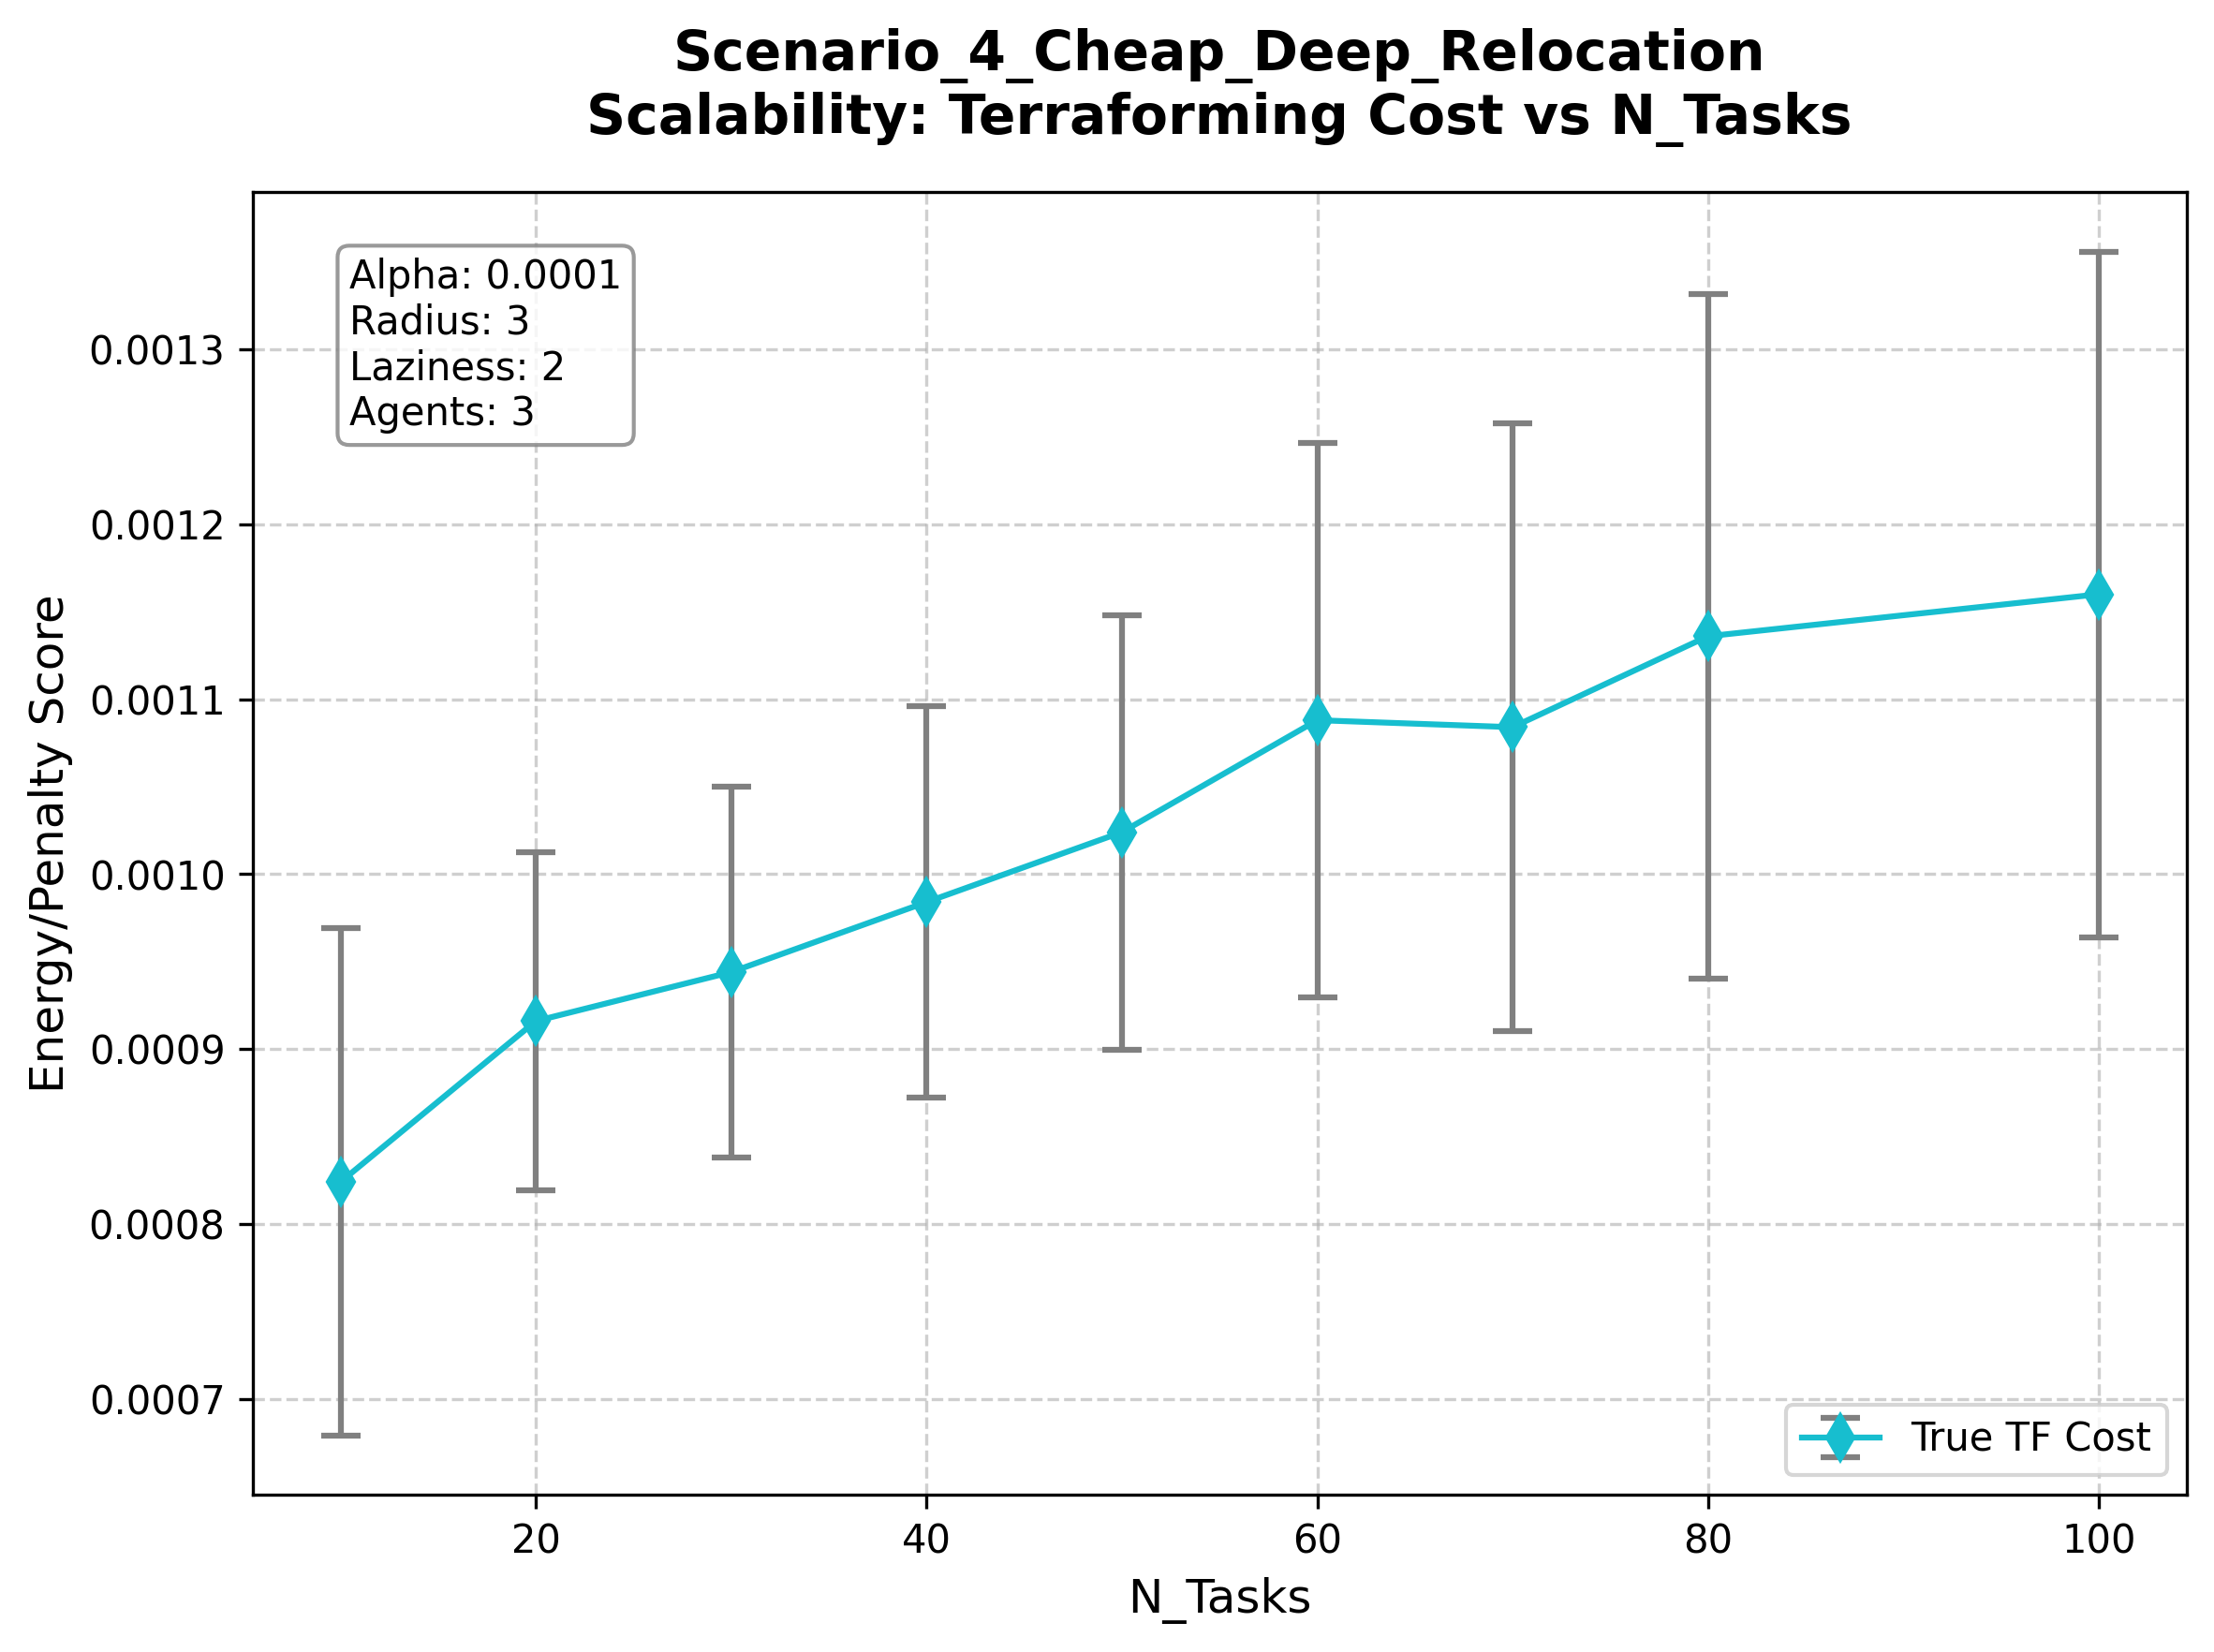 Scenario_4_Cheap_Deep_Relocation
Scalability: Terraforming Cost vs N_Tasks
Alpha: 0.0001
Radius: 3
Laziness: 2
Agents: 3
Energy/Penalty Score
0.0013
0.0012
0.0011
0.0010
0.0009
0.0008
0.0007
True TF Cost
20 40 60 80 100
N_Tasks